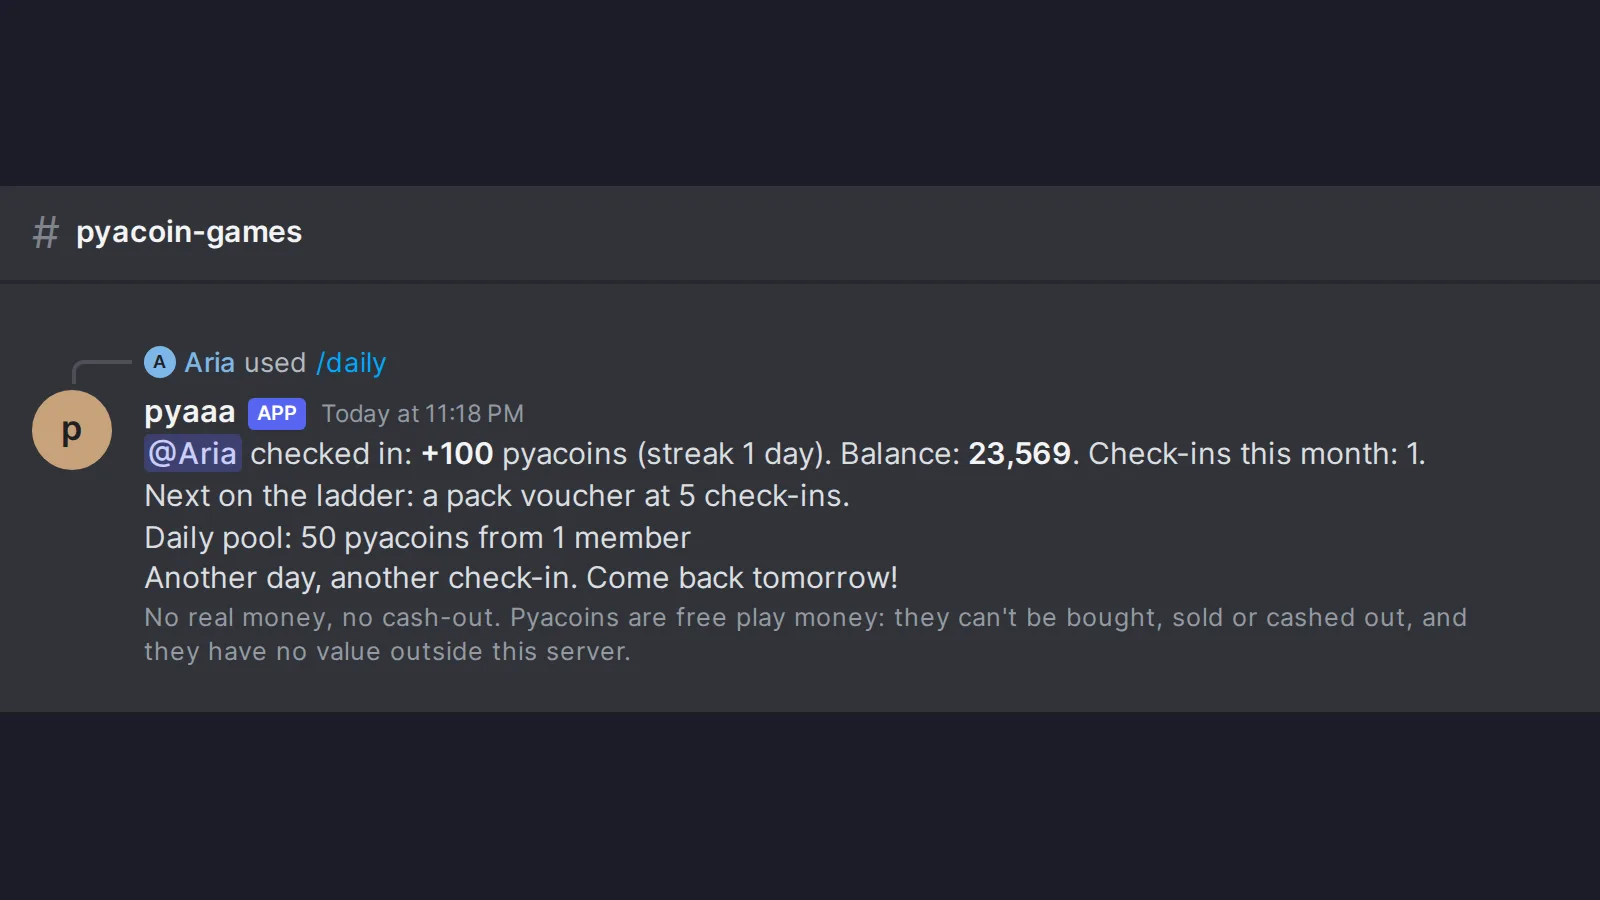 # pyacoin-games
A Aria used /daily
p
pyaaa APP Today at 11:18 PM
@Aria checked in: +100 pyacoins (streak 1 day). Balance: 23,569. Check-ins this month: 1.
Next on the ladder: a pack voucher at 5 check-ins.
Daily pool: 50 pyacoins from 1 member
Another day, another check-in. Come back tomorrow!
No real money, no cash-out. Pyacoins are free play money: they can't be bought, sold or cashed out, and
they have no value outside this server.